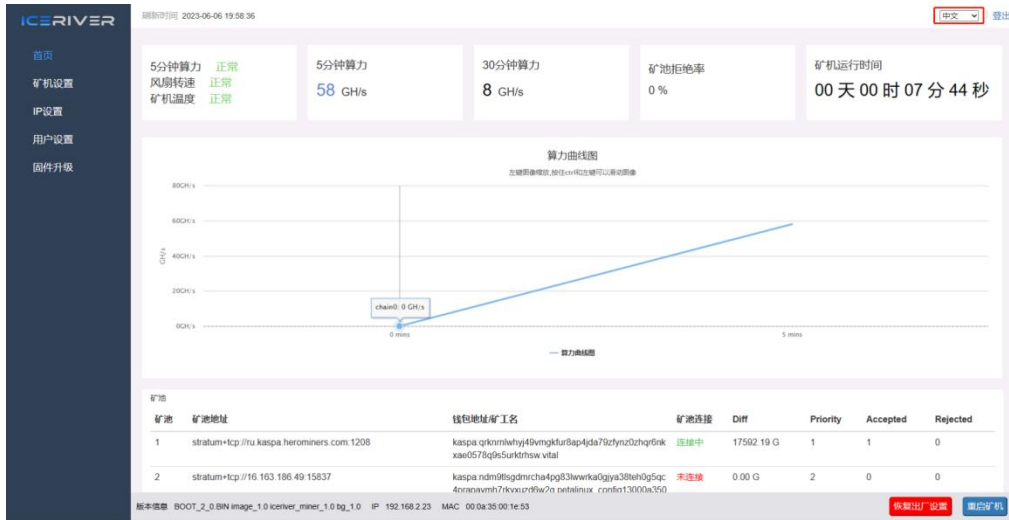 ICERIVER
刷新时间 2023-06-06 19:58:36
中文
登出
首页
矿机设置
IP设置
用户设置
固件升级
5分钟算力 正常
风扇转速 正常
矿机温度 正常
5分钟算力
58 GH/s
30分钟算力
8 GH/s
矿池拒绝率
0 %
矿机运行时间
00 天 00 时 07 分 44 秒
算力曲线图
左键图像缩放,按住ctrl和左键可以滑动图像
80GH/s
60GH/s
40GH/s
20GH/s
0GH/s
GH/s
chain0: 0 GH/s
0 mins
5 mins
算力曲线图
矿池
矿池 矿池地址 钱包地址/矿工名 矿池连接 Diff Priority Accepted Rejected
1 stratum+tcp://ru.kaspa.herominers.com:1208 kaspa:qrknrnlwhyj49vmgkfur8ap4jda79zfynz0zhqr6nk 连接中 17592.19 G 1 1 0
xae0578q9s5urktrhsw.vital
2 stratum+tcp://16.163.186.49:15837 kaspa:ndm9tlsgdmrcha4pg83lwwrka0gjya38teh0g5qc 未连接 0.00 G 2 0 0
版本信息 BOOT_2_0.BIN image_1.0 iceriver_miner_1.0 bg_1.0 IP 192.168.2.23 MAC 00:0a:35:00:1e:53
恢复出厂设置
重启矿机